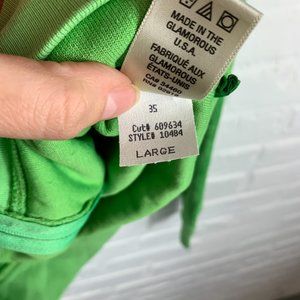 MADE IN THE
GLAMOROUS
U.S.A.
FABRIQUÉ AUX
GLAMOROUS
ÉTATS-UNIS
35
Cut# 609634
STYLE# 10484
LARGE